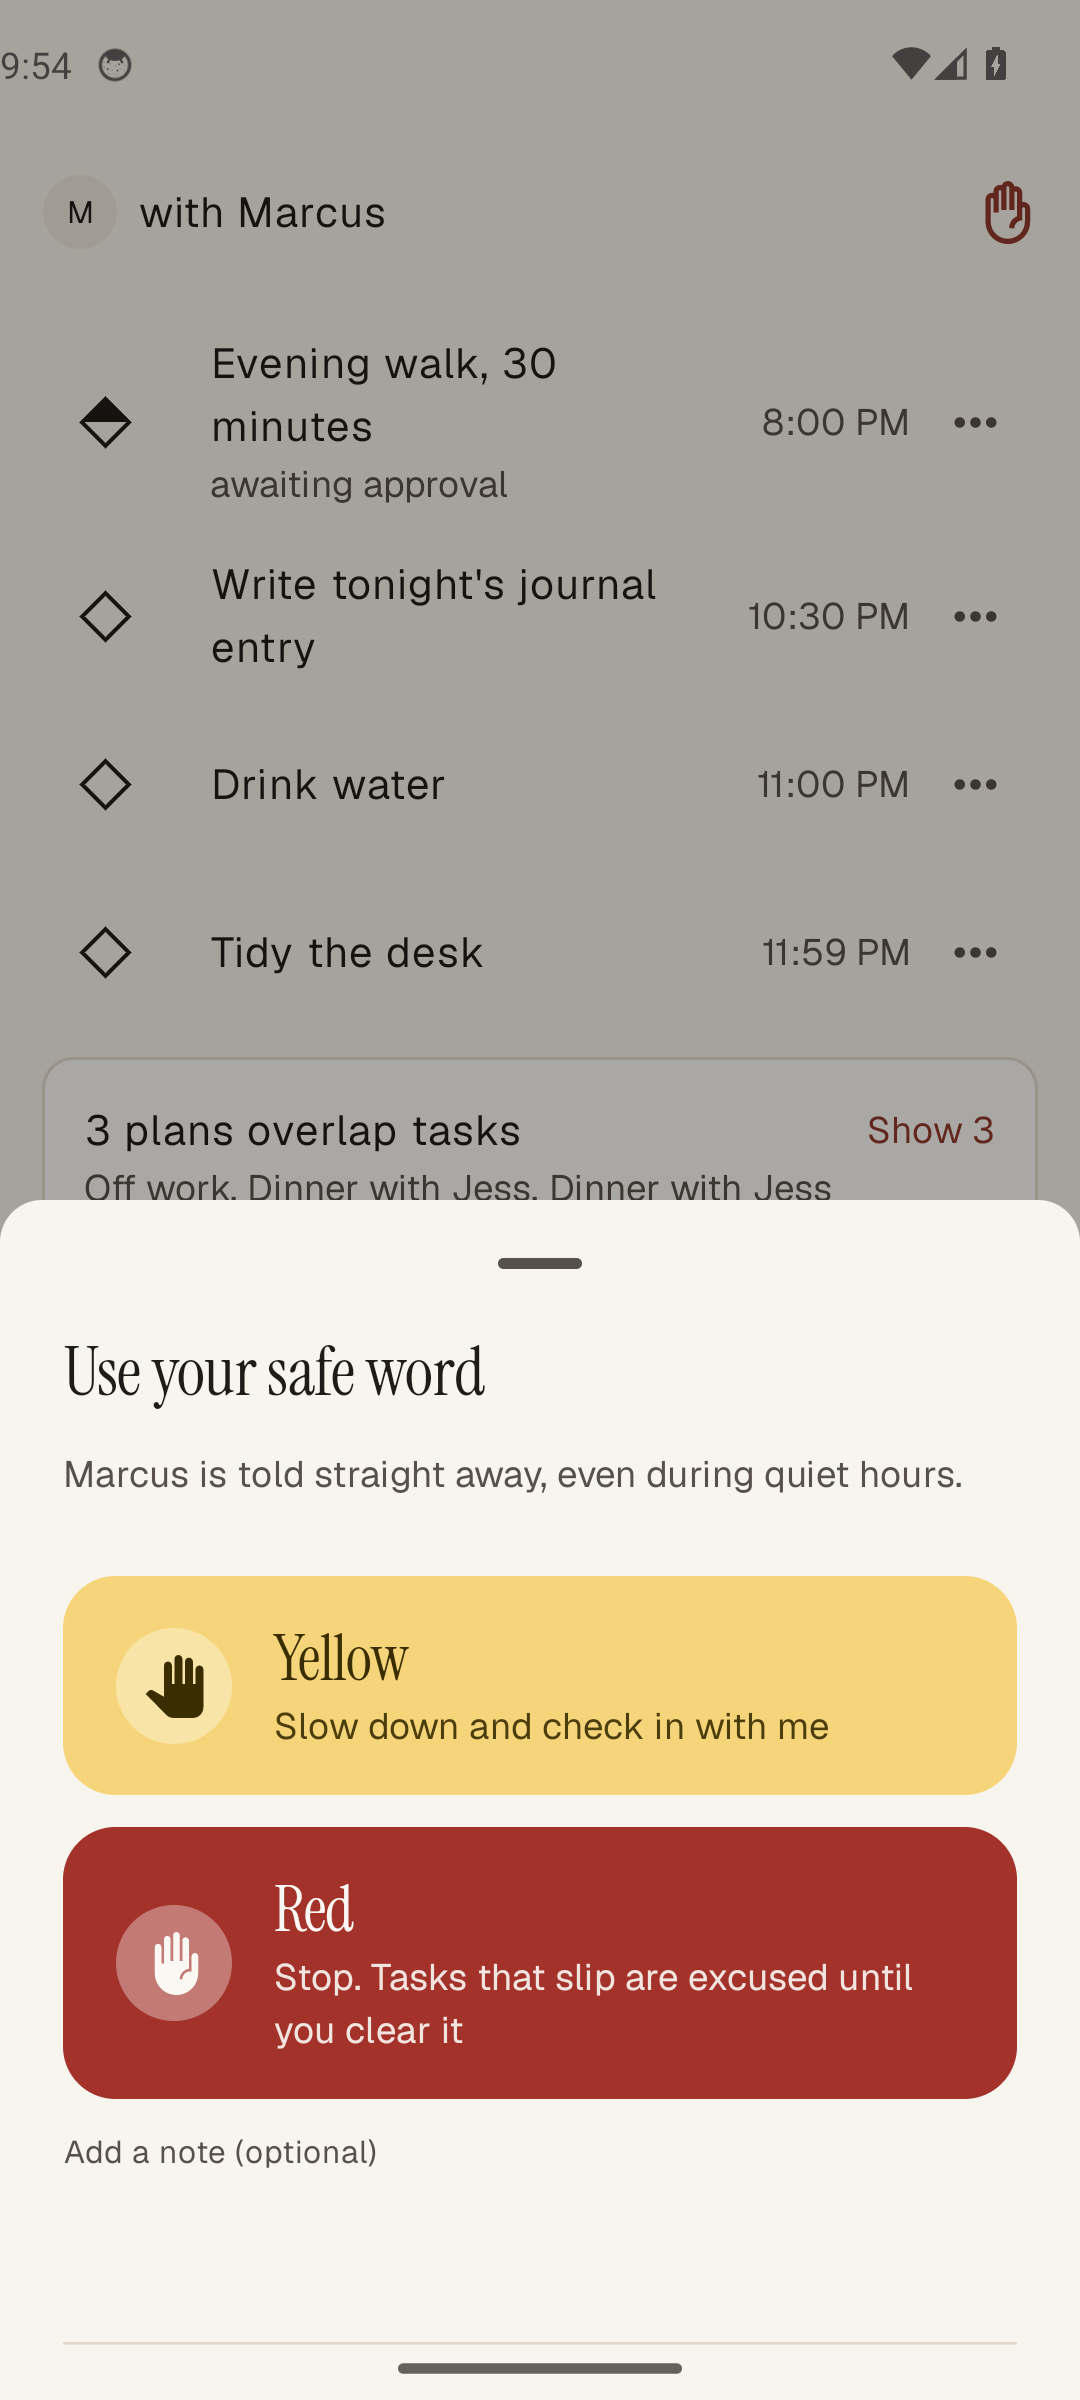 9:54
M with Marcus
Evening walk, 30
minutes
8:00 PM
awaiting approval
Write tonight's journal
entry
10:30 PM
Drink water
11:00 PM
Tidy the desk
11:59 PM
3 plans overlap tasks
Show 3
Off work, Dinner with Jess, Dinner with Jess
Use your safe word
Marcus is told straight away, even during quiet hours.
Yellow
Slow down and check in with me
Red
Stop. Tasks that slip are excused until
you clear it
Add a note (optional)